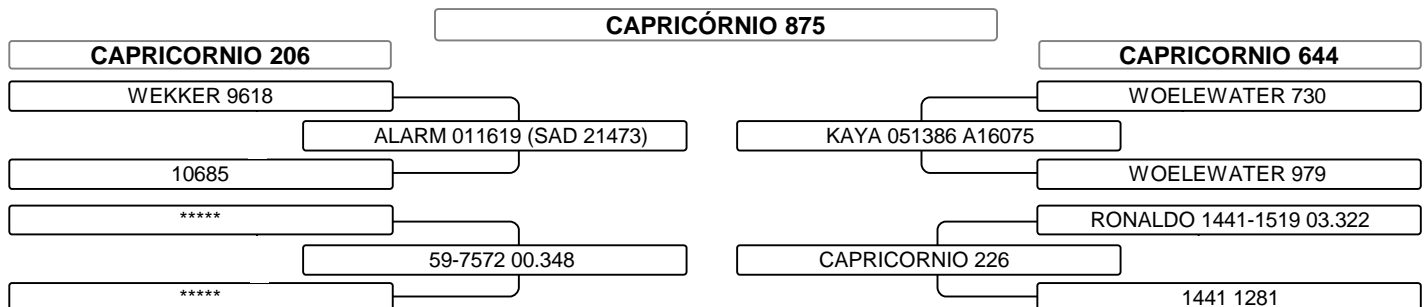 CAPRICÓRNIO 875
CAPRICORNIO 206
CAPRICORNIO 644
WEKKER 9618
WOELEWATER 730
ALARM 011619 (SAD 21473)
KAYA 051386 A16075
10685
WOELEWATER 979
*****
RONALDO 1441-1519 03.322
59-7572 00.348
CAPRICORNIO 226
*****
1441 1281